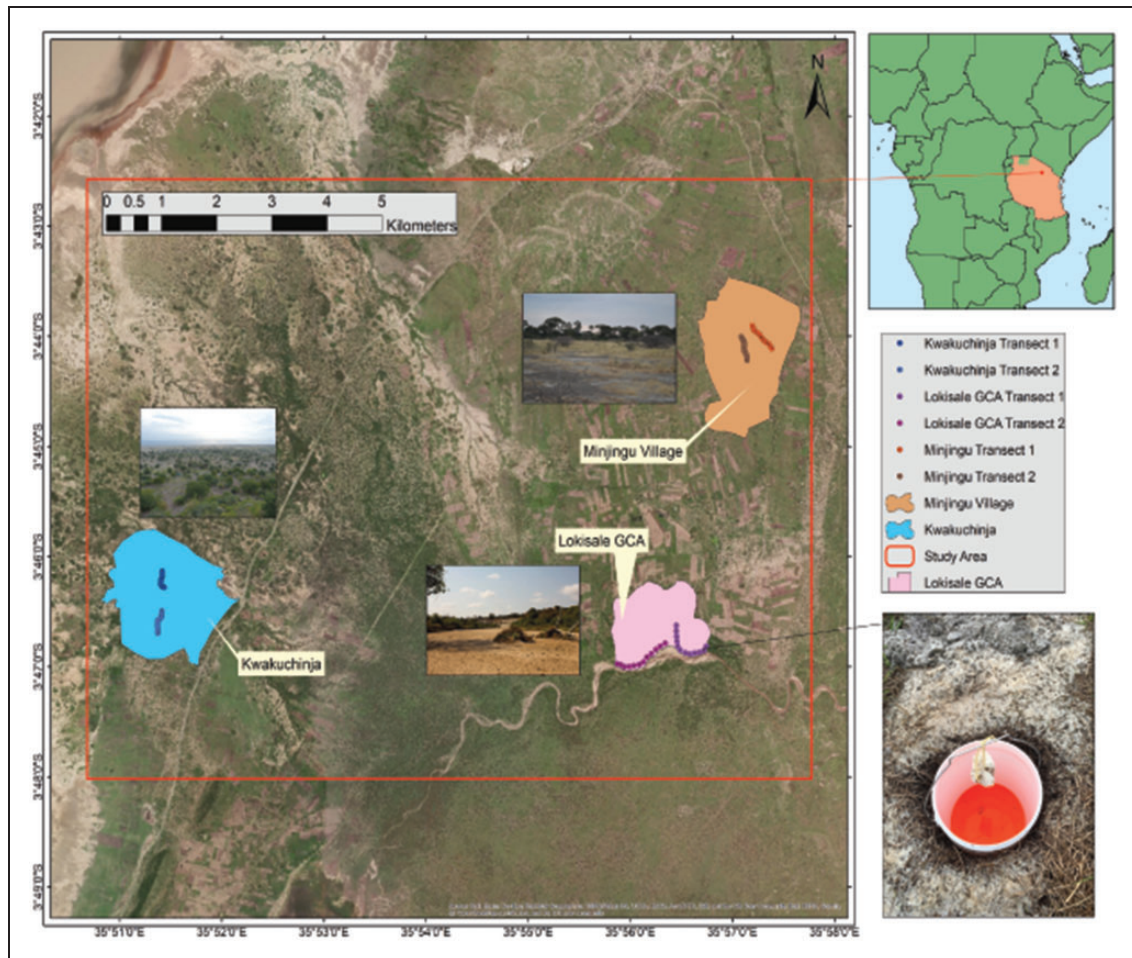 N
0 0.5 1 2 3 4 5
Kilometers
3°42'0"S
3°43'0"S
3°44'0"S
3°45'0"S
3°46'0"S
3°47'0"S
3°48'0"S
3°49'0"S
Minjingu Village
Lokisale GCA
Kwakuchinja
35°51'0"E 35°52'0"E 35°53'0"E 35°54'0"E 35°55'0"E 35°56'0"E 35°57'0"E 35°58'0"E
Kwakuchinja Transect 1
Kwakuchinja Transect 2
Lokisale GCA Transect 1
Lokisale GCA Transect 2
Minjingu Transect 1
Minjingu Transect 2
Minjingu Village
Kwakuchinja
Study Area
Lokisale GCA